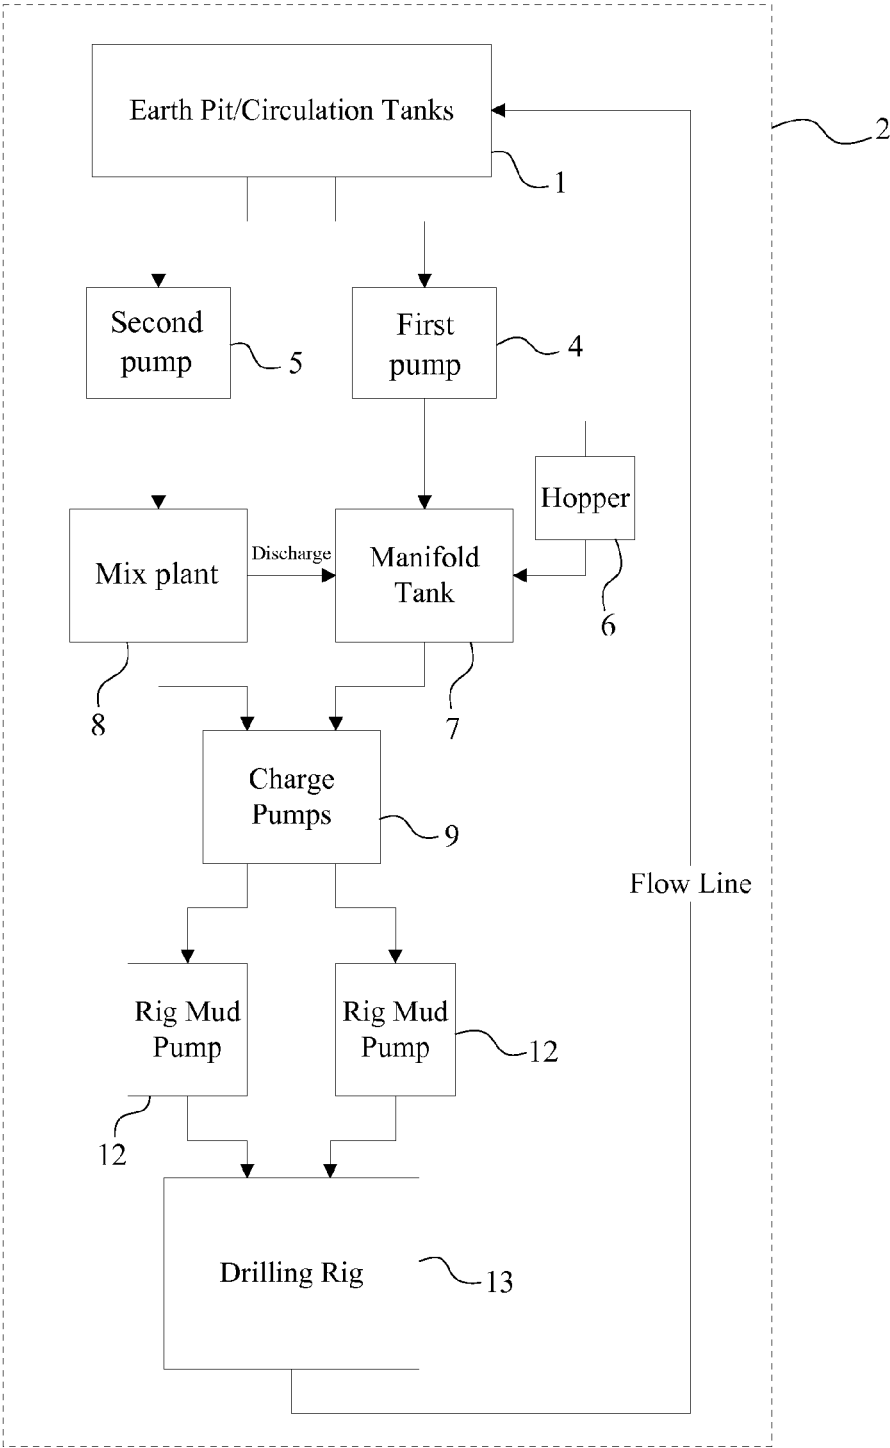 Earth Pit/Circulation Tanks
2
1
Second
pump
5
First
pump
4
Hopper
6
Mix plant
8
Discharge
Manifold
Tank
7
Charge
Pumps
9
Flow Line
Rig Mud
Pump
12
Rig Mud
Pump
12
Drilling Rig
13